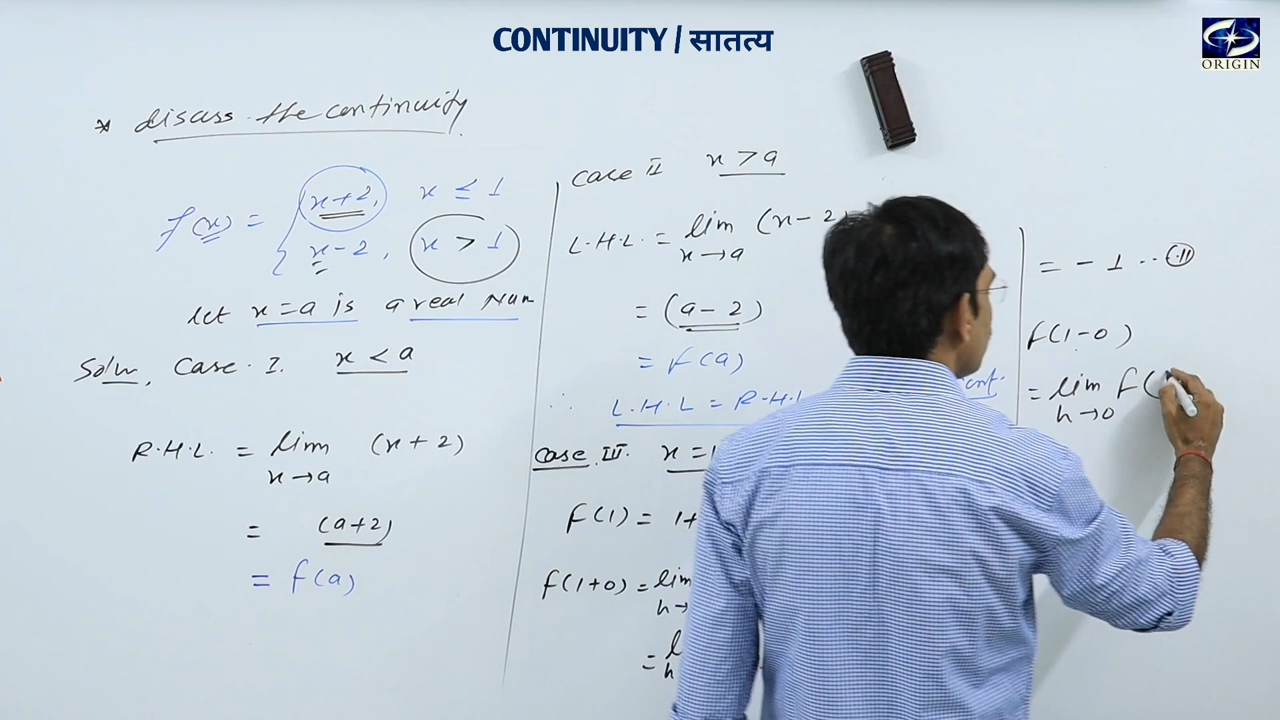 CONTINUITY / सातत्य
ORIGIN
* discuss the continuity
f(x) = { x+2, x ≤ 1
x-2, x > 1
let x=a is a real num
Soln, Case I. x < a
R.H.L. = lim (x+2)
x→a
= (a+2)
= f(a)
Case II x > a
L.H.L. = lim (x-2
x→a
= (a-2)
= f(a)
∴ L.H.L = R.H.L
Case III. x=1
f(1) = 1+
f(1+0) = lim
h→
= l
h
= -1 .. (II)
f(1-0)
= lim f(
h→0